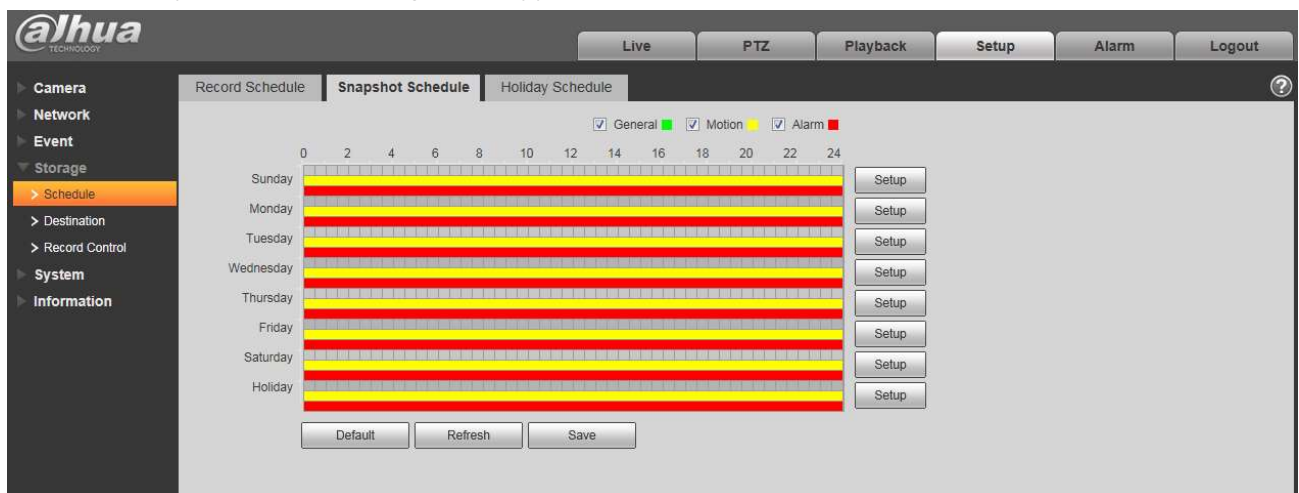 alhua
TECHNOLOGY
Live PTZ Playback Setup Alarm Logout
Camera
Network
Event
Storage
> Schedule
> Destination
> Record Control
System
Information
Record Schedule Snapshot Schedule Holiday Schedule ?
General Motion Alarm
0 2 4 6 8 10 12 14 16 18 20 22 24
Sunday Setup
Monday Setup
Tuesday Setup
Wednesday Setup
Thursday Setup
Friday Setup
Saturday Setup
Holiday Setup
Default Refresh Save